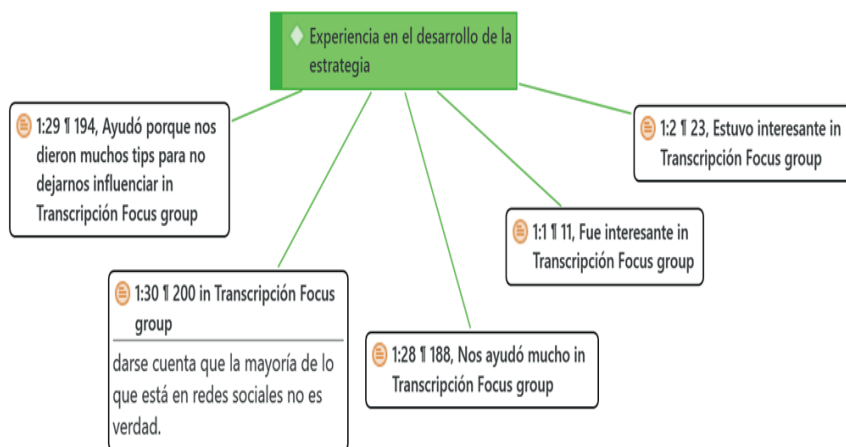 Experiencia en el desarrollo de la
estrategia
1:29 ¶ 194, Ayudó porque nos
dieron muchos tips para no
dejarnos influenciar in
Transcripción Focus group
1:2 ¶ 23, Estuvo interesante in
Transcripción Focus group
1:1 ¶ 11, Fue interesante in
Transcripción Focus group
1:30 ¶ 200 in Transcripción Focus
group
darse cuenta que la mayoría de lo
que está en redes sociales no es
verdad.
1:28 ¶ 188, Nos ayudó mucho in
Transcripción Focus group